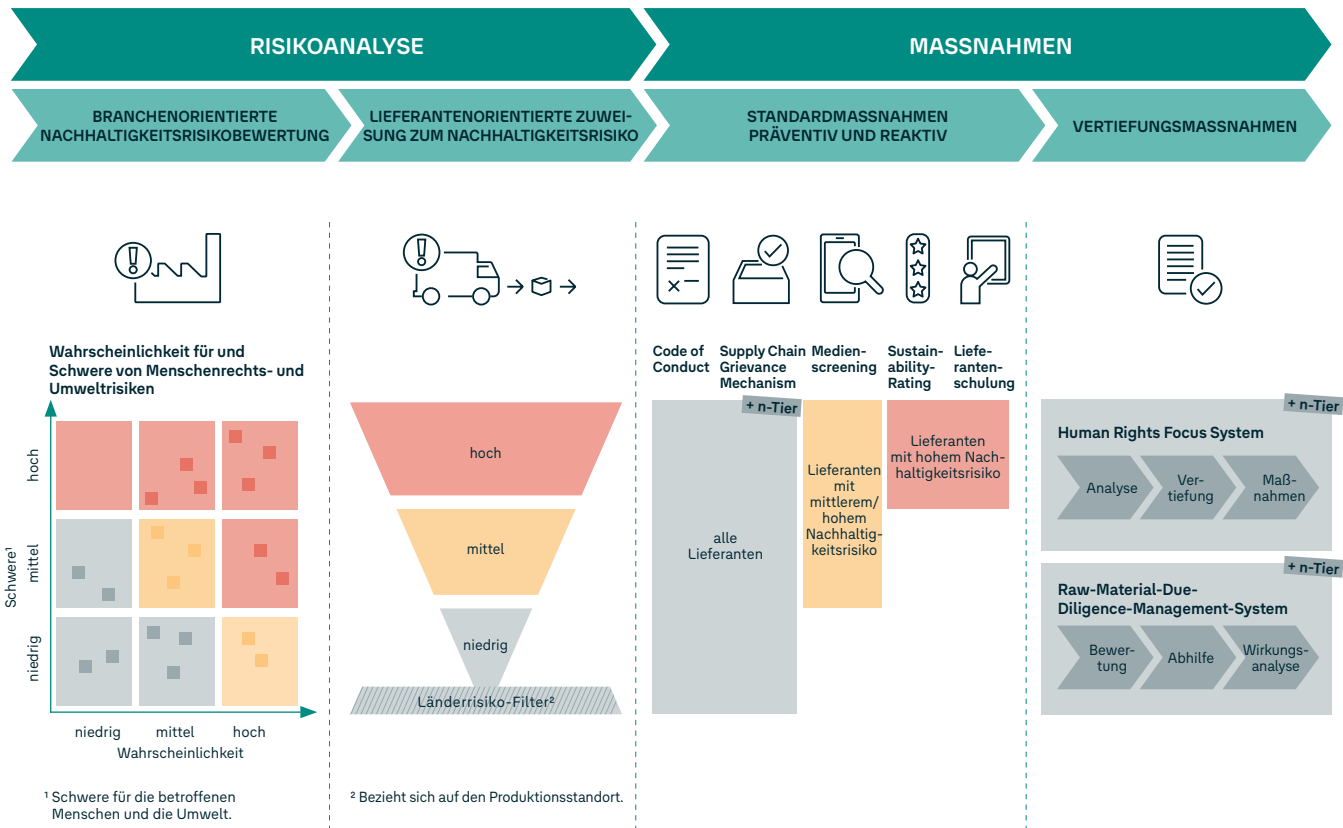 RISIKOANALYSE
MASSNAHMEN
BRANCHENORIENTIERTE
NACHHALTIGKEITSRISIKOBEWERTUNG
LIEFERANTENORIENTIERTE ZUWEI-
SUNG ZUM NACHHALTIGKEITSRISIKO
STANDARDMASSNAHMEN
PRÄVENTIV UND REAKTIV
VERTIEFUNGSMASSNAHMEN
Wahrscheinlichkeit für und
Schwere von Menschenrechts- und
Umweltrisiken
hoch
mittel
niedrig
Schwere¹
niedrig
mittel
hoch
Wahrscheinlichkeit
¹ Schwere für die betroffenen
Menschen und die Umwelt.
hoch
mittel
niedrig
Länderrisiko-Filter²
² Bezieht sich auf den Produktionsstandort.
Code of
Conduct
Supply Chain
Grievance
Mechanism
Medien-
screening
Sustain-
ability-
Rating
Liefe-
ranten-
schulung
+ n-Tier
alle
Lieferanten
Lieferanten
mit
mittlerem/
hohem
Nachhaltig-
keitsrisiko
Lieferanten
mit hohem Nach-
haltigkeitsrisiko
+ n-Tier
Human Rights Focus System
Analyse
Ver-
tiefung
Maß-
nahmen
+ n-Tier
Raw-Material-Due-
Diligence-Management-System
Bewer-
tung
Abhilfe
Wirkungs-
analyse